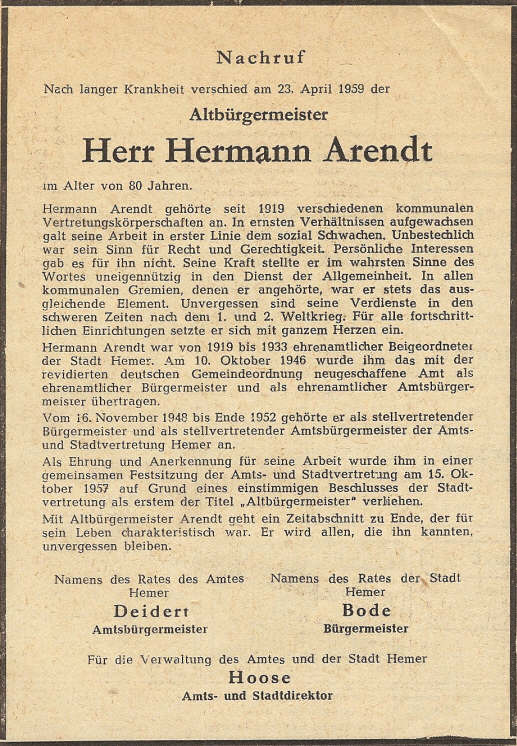 Nachruf
Nach langer Krankheit verschied am 23. April 1959 der
Altbürgermeister
Herr Hermann Arendt
im Alter von 80 Jahren.
Hermann Arendt gehörte seit 1919 verschiedenen kommunalen
Vertretungskörperschaften an. In ernsten Verhältnissen aufgewachsen
galt seine Arbeit in erster Linie dem sozial Schwachen. Unbestechlich
war sein Sinn für Recht und Gerechtigkeit. Persönliche Interessen
gab es für ihn nicht. Seine Kraft stellte er im wahrsten Sinne des
Wortes uneigennützig in den Dienst der Allgemeinheit. In allen
kommunalen Gremien, denen er angehörte, war er stets das aus-
gleichende Element. Unvergessen sind seine Verdienste in den
schweren Zeiten nach dem 1. und 2. Weltkrieg. Für alle fortschritt-
lichen Einrichtungen setzte er sich mit ganzem Herzen ein.
Hermann Arendt war von 1919 bis 1933 ehrenamtlicher Beigeordneter
der Stadt Hemer. Am 10. Oktober 1946 wurde ihm das mit der
revidierten deutschen Gemeindeordnung neugeschaffene Amt als
ehrenamtlicher Bürgermeister und als ehrenamtlicher Amtsbürger-
meister übertragen.
Vom 16. November 1948 bis Ende 1952 gehörte er als stellvertretender
Bürgermeister und als stellvertretender Amtsbürgermeister der Amts-
und Stadtvertretung Hemer an.
Als Ehrung und Anerkennung für seine Arbeit wurde ihm in einer
gemeinsamen Festsitzung der Amts- und Stadtvertretung am 15. Ok-
tober 1957 auf Grund eines einstimmigen Beschlusses der Stadt-
vertretung als erstem der Titel „Altbürgermeister" verliehen.
Mit Altbürgermeister Arendt geht ein Zeitabschnitt zu Ende, der für
sein Leben charakteristisch war. Er wird allen, die ihn kannten,
unvergessen bleiben.
Namens des Rates des Amtes
Hemer
Deidert
Amtsbürgermeister
Namens des Rates der Stadt
Hemer
Bode
Bürgermeister
Für die Verwaltung des Amtes und der Stadt Hemer
Hoose
Amts- und Stadtdirektor